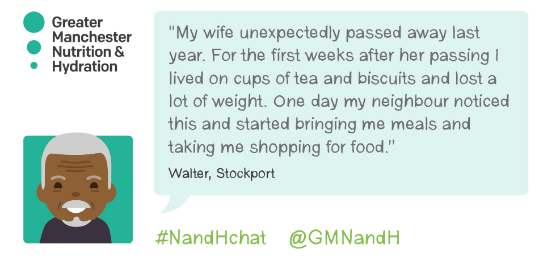 Greater
Manchester
Nutrition &
Hydration
“My wife unexpectedly passed away last
year. For the first weeks after her passing I
lived on cups of tea and biscuits and lost a
lot of weight. One day my neighbour noticed
this and started bringing me meals and
taking me shopping for food.”
Walter, Stockport
#NandHchat @GMNandH